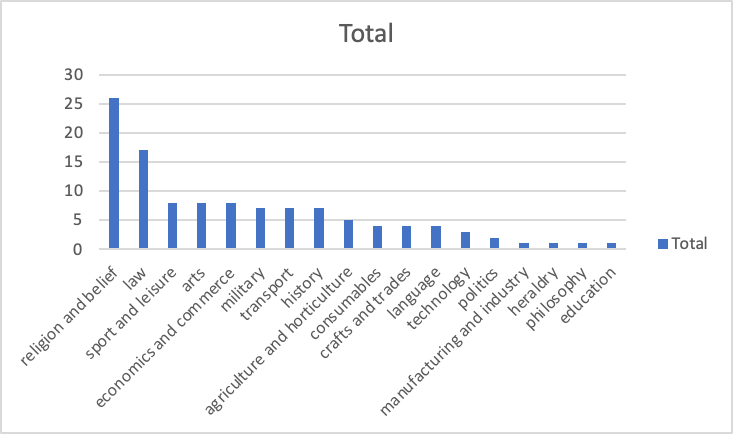 Total
30
25
20
15
10
5
0
religion and belief
law
sport and leisure
arts
economics and commerce
military
transport
history
agriculture and horticulture
consumables
crafts and trades
language
technology
politics
manufacturing and industry
heraldry
philosophy
education
Total